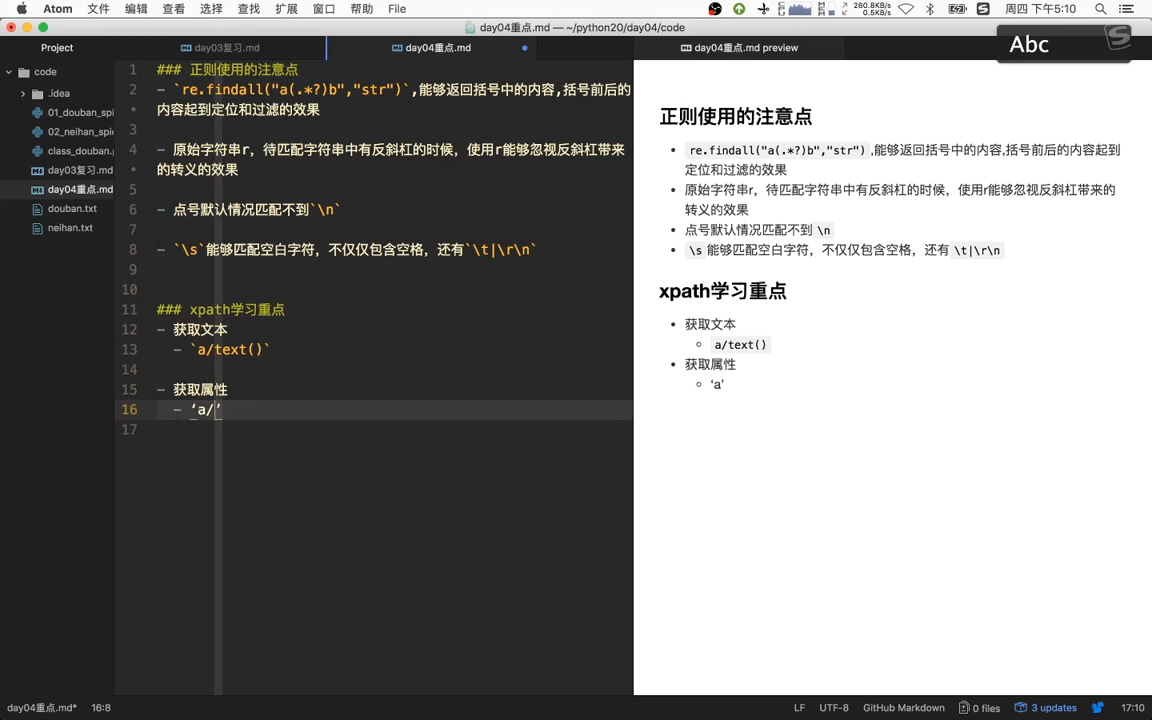 Atom 文件 编辑 查看 选择 查找 扩展 窗口 帮助 File 260.8KB/s 0.5KB/s 周四 下午5:10
day04重点.md — ~/python20/day04/code
Abc
Project
day03复习.md
day04重点.md
day04重点.md preview
code
.idea
01_douban_spi
02_neihan_spi
class_douban.p
day03重点.md
day04重点.md
douban.txt
neihan.txt
1 ### 正则使用的注意点
2 - `re.findall("a(.*?)b","str")`,能够返回括号中的内容,括号前后的
• 内容起到定位和过滤的效果
3
4 - 原始字符串r，待匹配字符串中有反斜杠的时候，使用r能够忽视反斜杠带来
• 的转义的效果
5
6 - 点号默认情况匹配不到`\n`
7
8 - `\s`能够匹配空白字符，不仅仅包含空格，还有`\t|\r\n`
9
10
11 ### xpath学习重点
12 - 获取文本
13 - `a/text()`
14
15 - 获取属性
16 - ‘a/’
17
正则使用的注意点
• re.findall("a(.*?)b","str") ,能够返回括号中的内容,括号前后的内容起到
定位和过滤的效果
• 原始字符串r，待匹配字符串中有反斜杠的时候，使用r能够忽视反斜杠带来的
转义的效果
• 点号默认情况匹配不到 \n
• \s 能够匹配空白字符，不仅仅包含空格，还有 \t|\r\n
xpath学习重点
• 获取文本
◦ a/text()
• 获取属性
◦ ‘a’
day04重点.md* 16:8 LF UTF-8 GitHub Markdown 0 files 3 updates 17:10